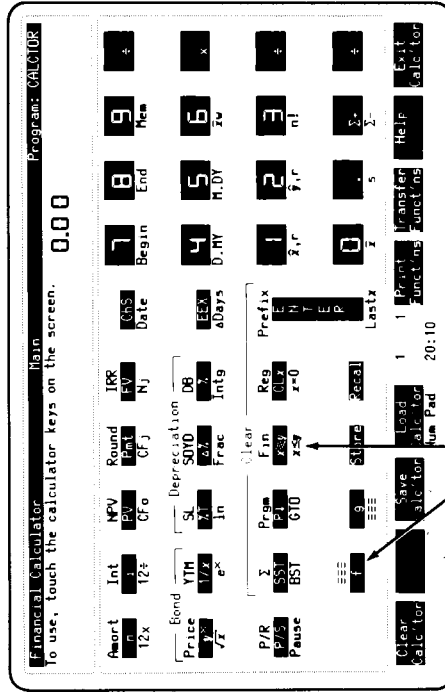 Financial Calculator Main Program: CALCTOR
To use, touch the calculator keys on the screen.
0.00
Amort Int NPV Round IRR
n i PV Pmt FV ChS 7 8 9 ÷
12x 12÷ CFo CFj Nj Date Begin End Mem
Bond Depreciation
Price YTM SL SOYD DB
yˣ 1/x %T Δ% % EEX 4 5 6 ×
√x eˣ ln Frac Intg ΔDays D.MY M.DY x̄w
Clear
P/R Σ Prgm Fin Reg Prefix
P/S SST R↓ x≷y CLx ENTER 1 2 3 ÷
Pause BST GTO x≤y x=0 x̂,r ŷ,r n!
f g Store Recal 0 . Σ+ ÷
Lastx x̄ s Σ-
Clear Calc'tor Save Calc'tor Load Calc'tor 1 1 Print Funct'ns Transfer Funct'ns Help Exit Calc'tor
Num Pad 20:10